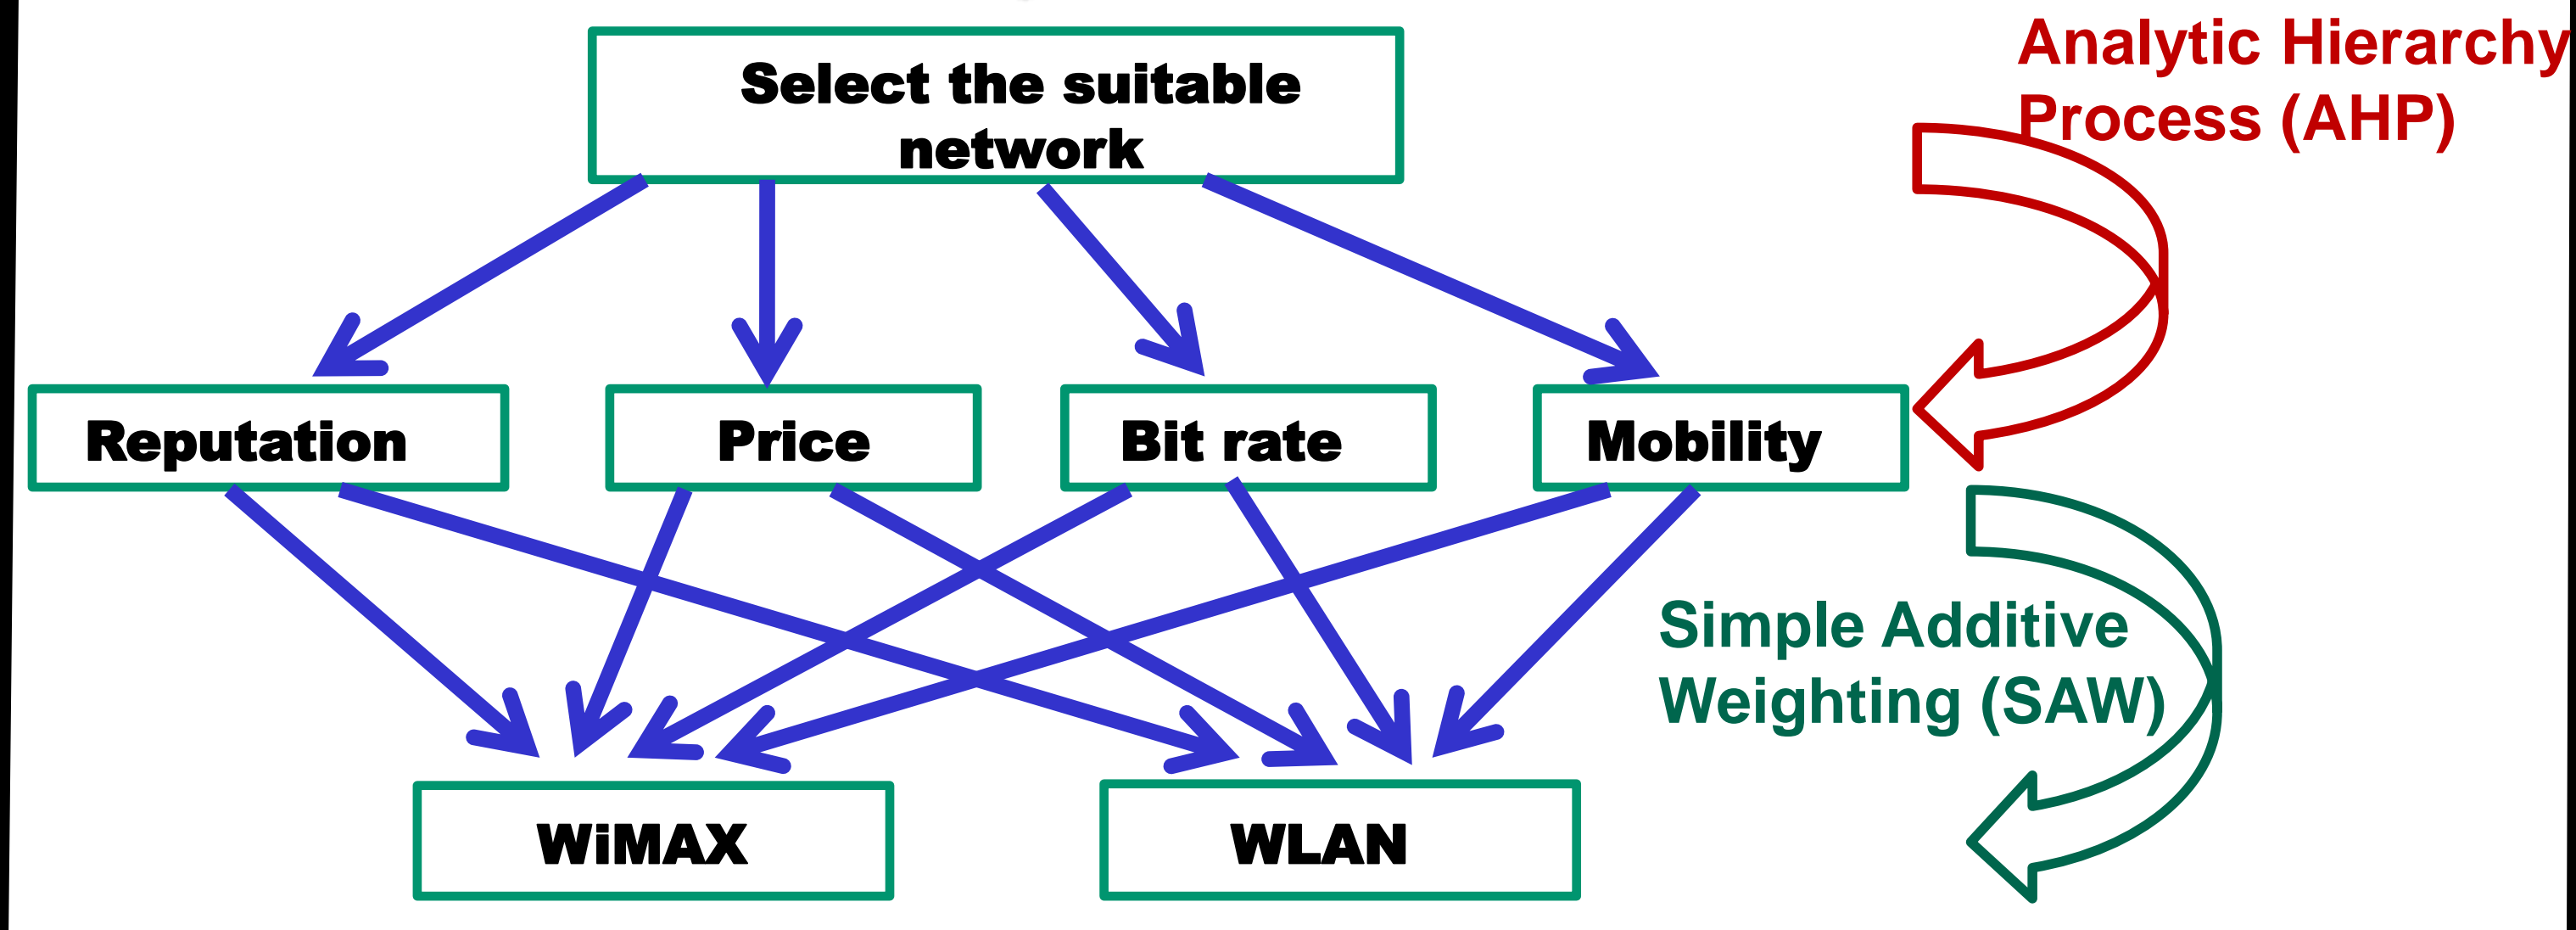 Select the suitable
network
Analytic Hierarchy
Process (AHP)
Reputation
Price
Bit rate
Mobility
Simple Additive
Weighting (SAW)
WiMAX
WLAN